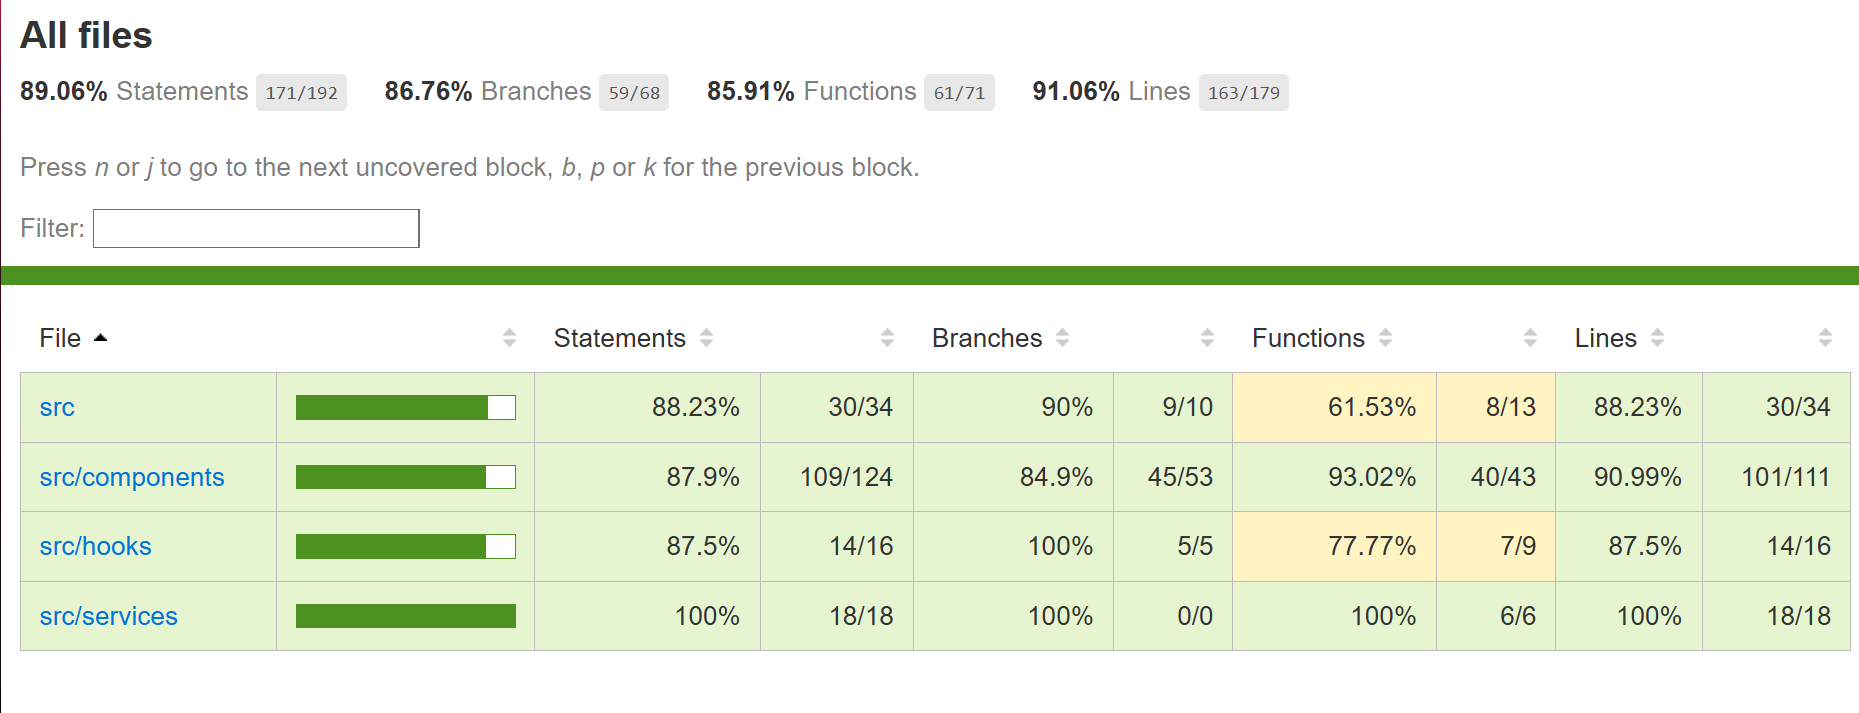 All files
89.06% Statements 171/192 86.76% Branches 59/68 85.91% Functions 61/71 91.06% Lines 163/179
Press n or j to go to the next uncovered block, b, p or k for the previous block.
Filter:
File Statements Branches Functions Lines
src 88.23% 30/34 90% 9/10 61.53% 8/13 88.23% 30/34
src/components 87.9% 109/124 84.9% 45/53 93.02% 40/43 90.99% 101/111
src/hooks 87.5% 14/16 100% 5/5 77.77% 7/9 87.5% 14/16
src/services 100% 18/18 100% 0/0 100% 6/6 100% 18/18